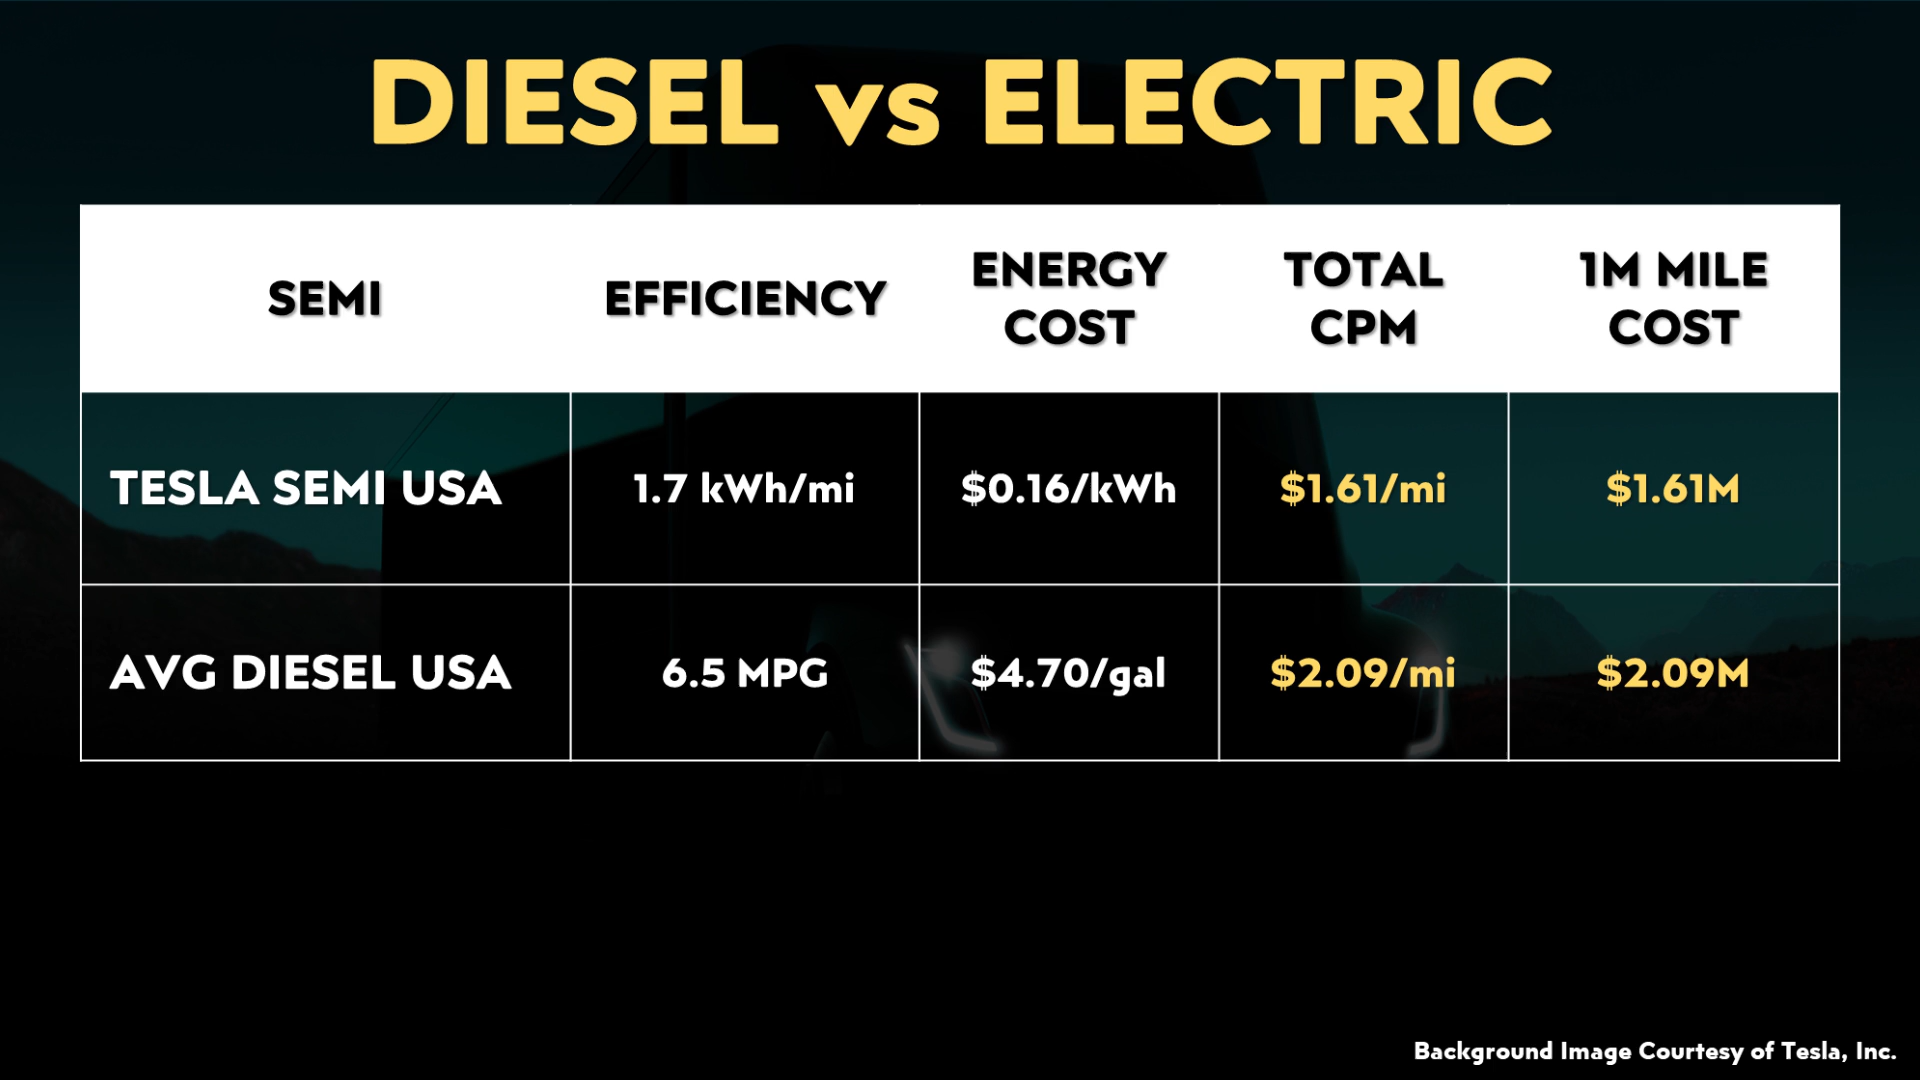 DIESEL vs ELECTRIC
SEMI
EFFICIENCY
ENERGY
COST
TOTAL
CPM
1M MILE
COST
TESLA SEMI USA
1.7 kWh/mi
$0.16/kWh
$1.61/mi
$1.61M
AVG DIESEL USA
6.5 MPG
$4.70/gal
$2.09/mi
$2.09M
Background Image Courtesy of Tesla, Inc.